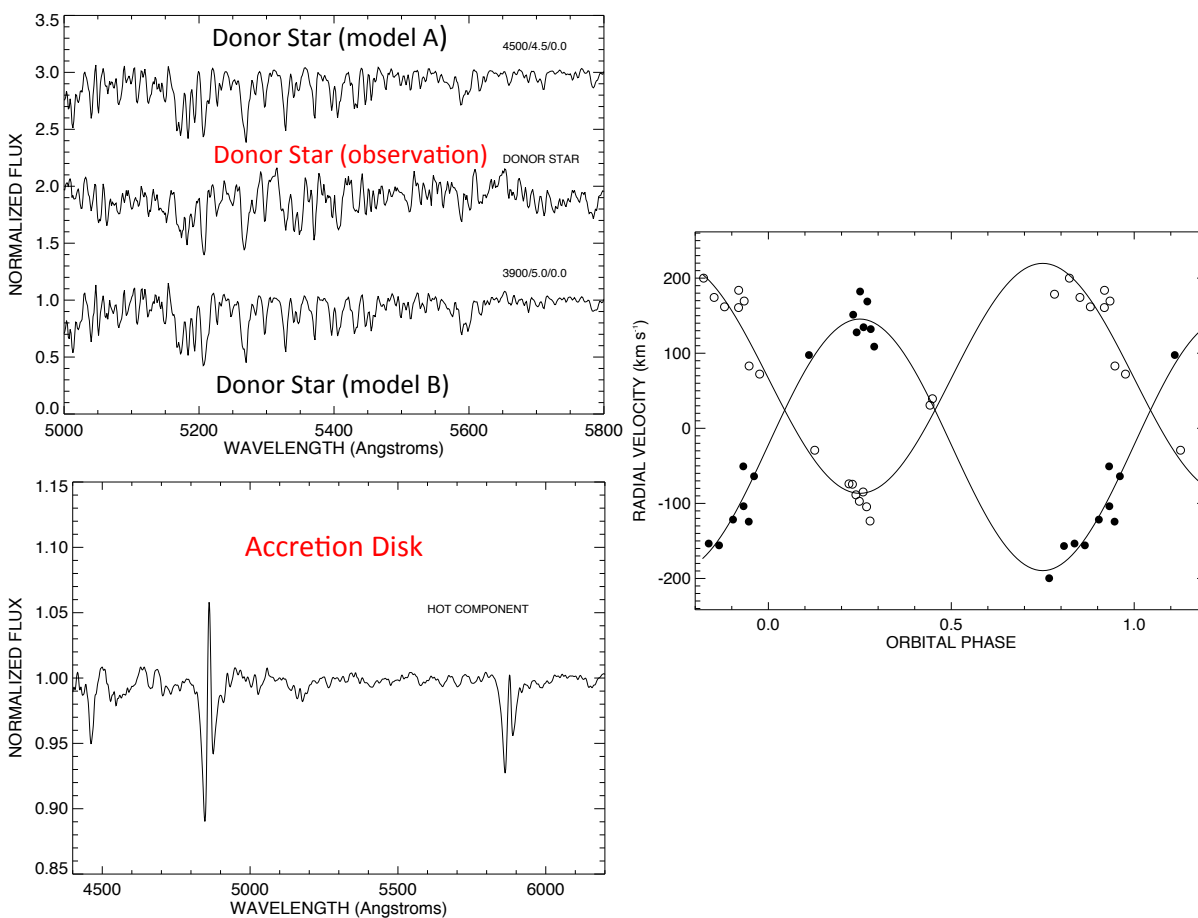 Donor Star (model A)
4500/4.5/0.0
Donor Star (observation)
DONOR STAR
3900/5.0/0.0
Donor Star (model B)
NORMALIZED FLUX
3.5
3.0
2.5
2.0
1.5
1.0
0.5
0.0
5000 5200 5400 5600 5800
WAVELENGTH (Angstroms)
Accretion Disk
HOT COMPONENT
NORMALIZED FLUX
1.15
1.10
1.05
1.00
0.95
0.90
0.85
4500 5000 5500 6000
WAVELENGTH (Angstroms)
RADIAL VELOCITY (km s⁻¹)
200
100
0
-100
-200
0.0 0.5 1.0
ORBITAL PHASE